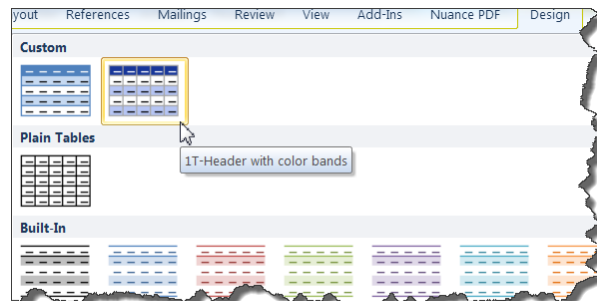 yout References Mailings Review View Add-Ins Nuance PDF Design
Custom
Plain Tables
1T-Header with color bands
Built-In